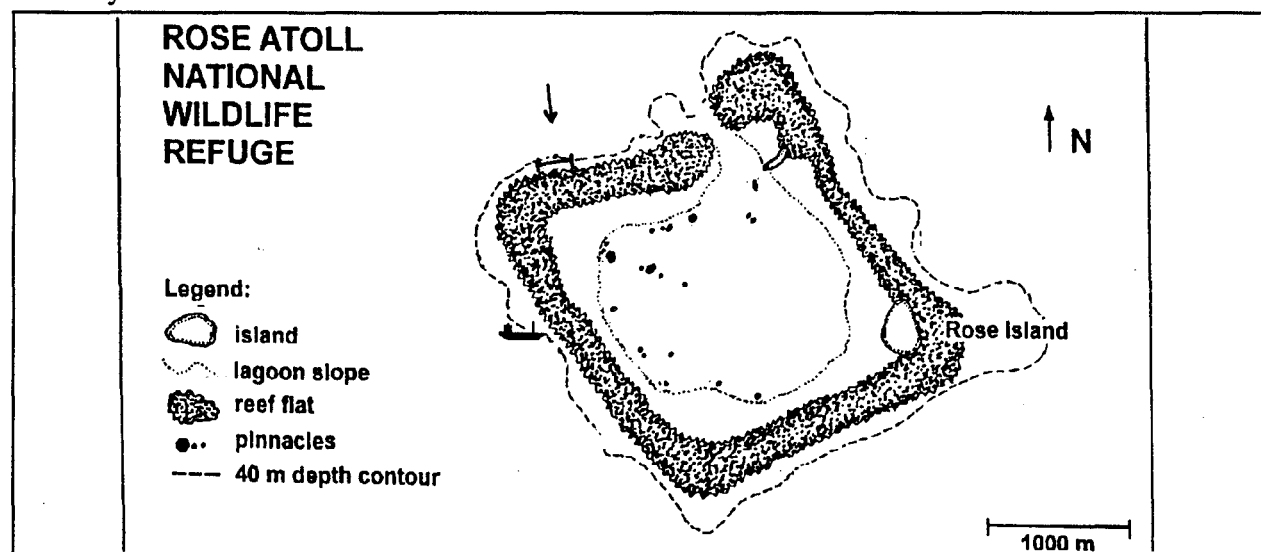 ROSE ATOLL
NATIONAL
WILDLIFE
REFUGE
N
Legend:
island
lagoon slope
reef flat
pinnacles
40 m depth contour
Rose Island
1000 m